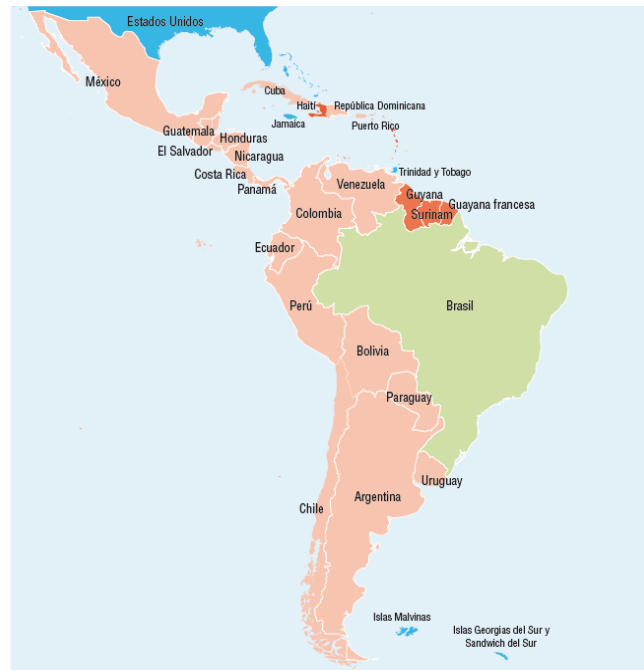 Estados Unidos
México
Cuba
Haití
República Dominicana
Jamaica
Puerto Rico
Guatemala
Honduras
El Salvador
Nicaragua
Trinidad y Tobago
Costa Rica
Panamá
Venezuela
Guyana
Colombia
Surinam
Guayana francesa
Ecuador
Perú
Brasil
Bolivia
Paraguay
Uruguay
Argentina
Chile
Islas Malvinas
Islas Georgias del Sur y
Sandwich del Sur